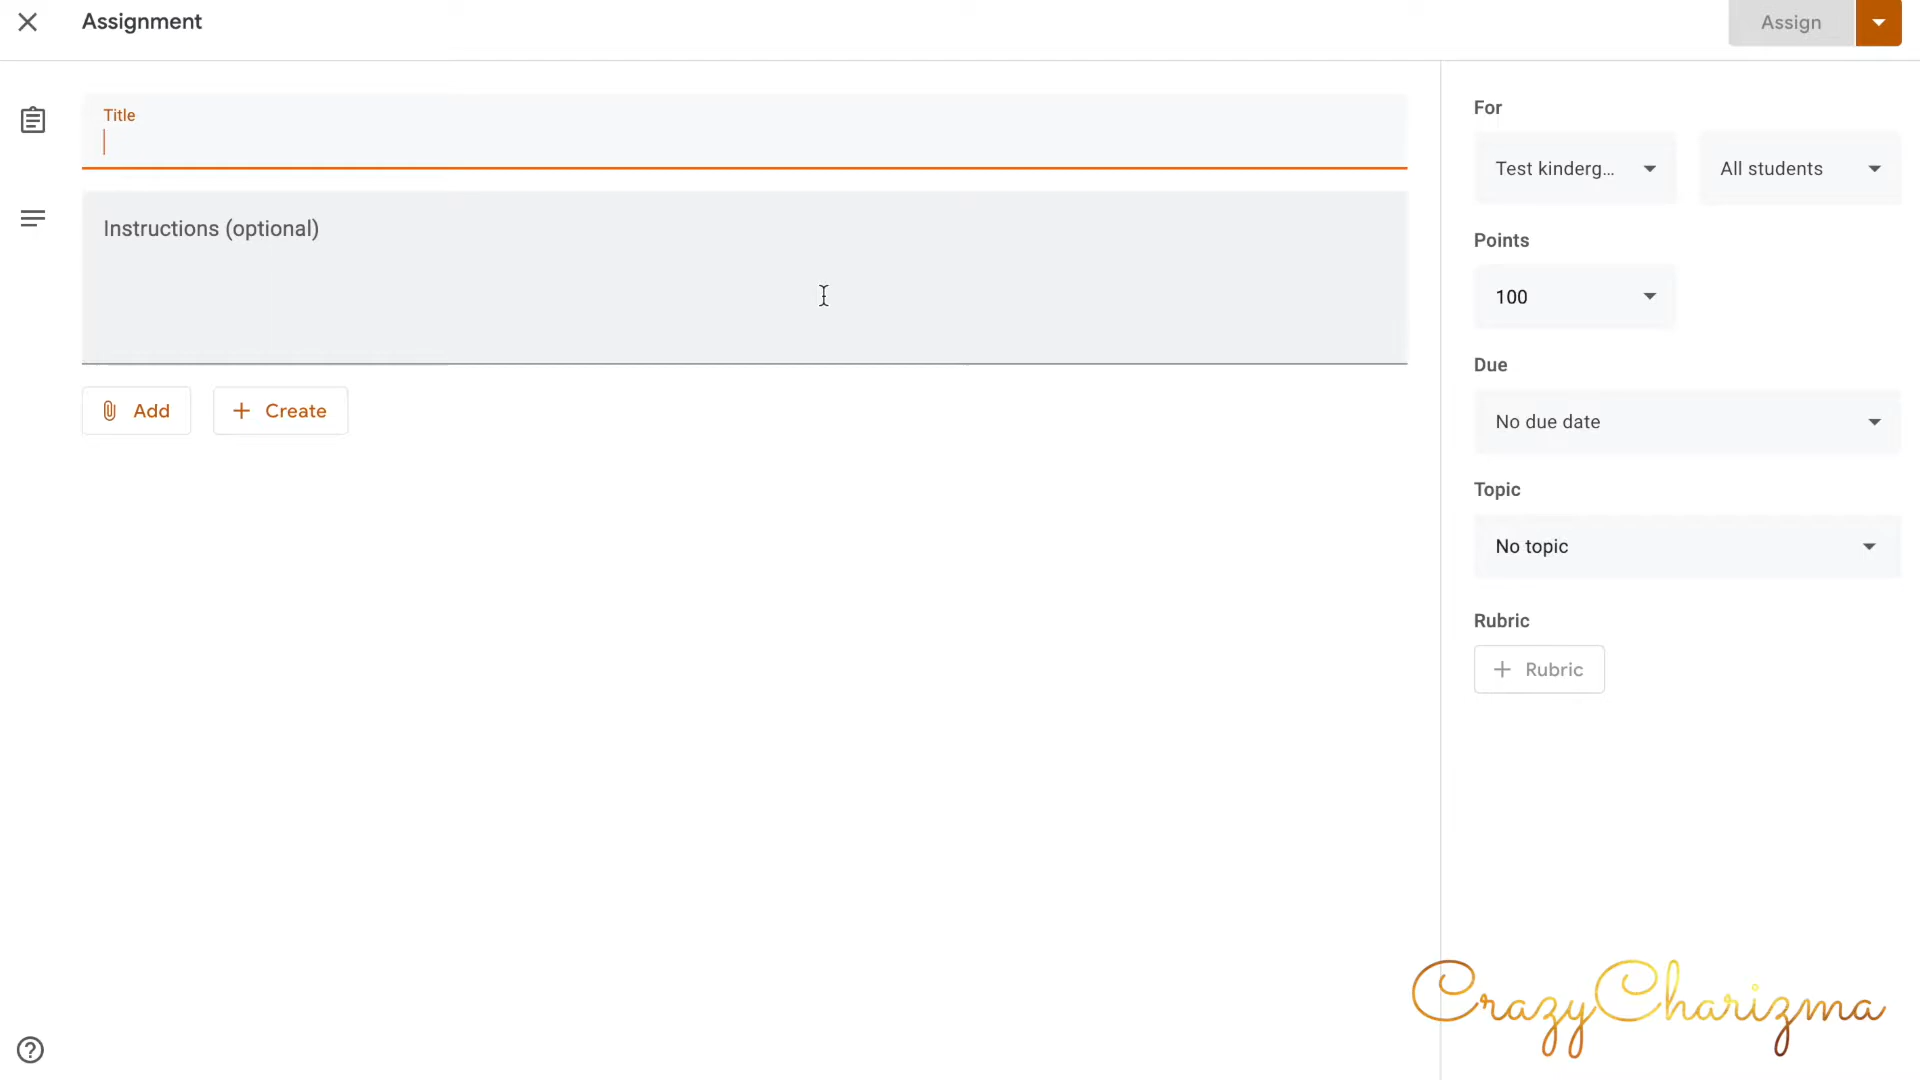 Assignment
Assign
Title
Instructions (optional)
Add
Create
For
Test kinderg...
All students
Points
100
Due
No due date
Topic
No topic
Rubric
Rubric
CrazyCharizma